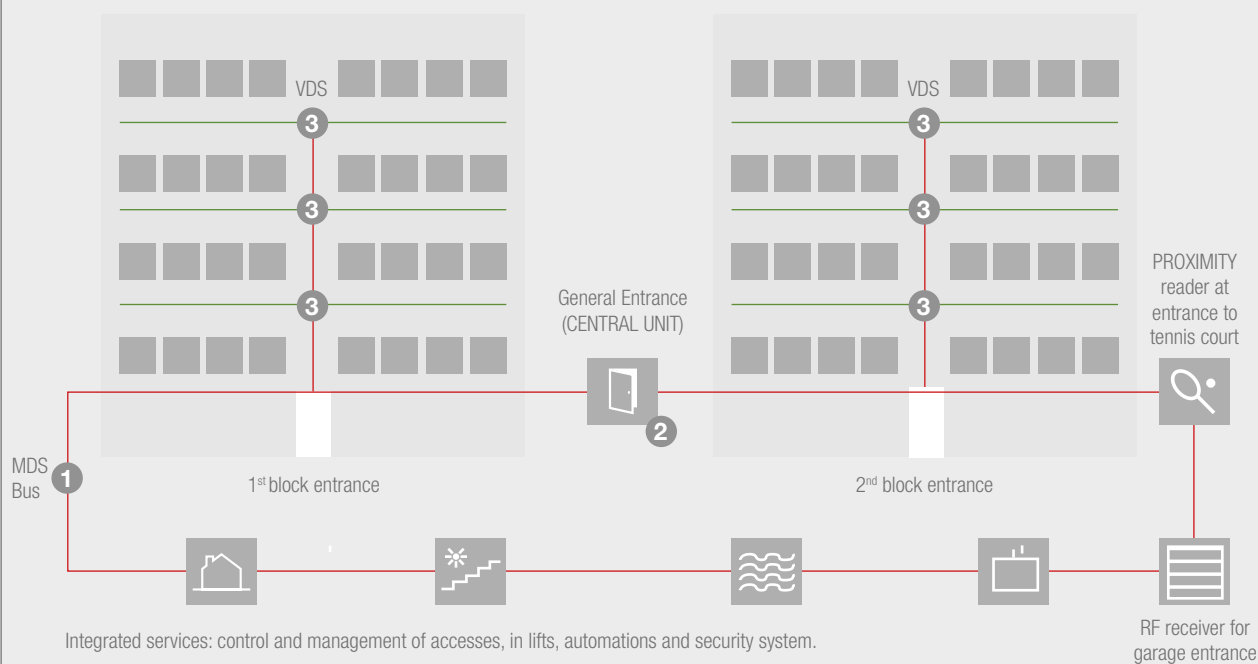 VDS
3
3
3
VDS
3
3
3
General Entrance
(CENTRAL UNIT)
2
PROXIMITY
reader at
entrance to
tennis court
MDS
Bus
1
1st block entrance
2nd block entrance
Integrated services: control and management of accesses, in lifts, automations and security system.
RF receiver for
garage entrance